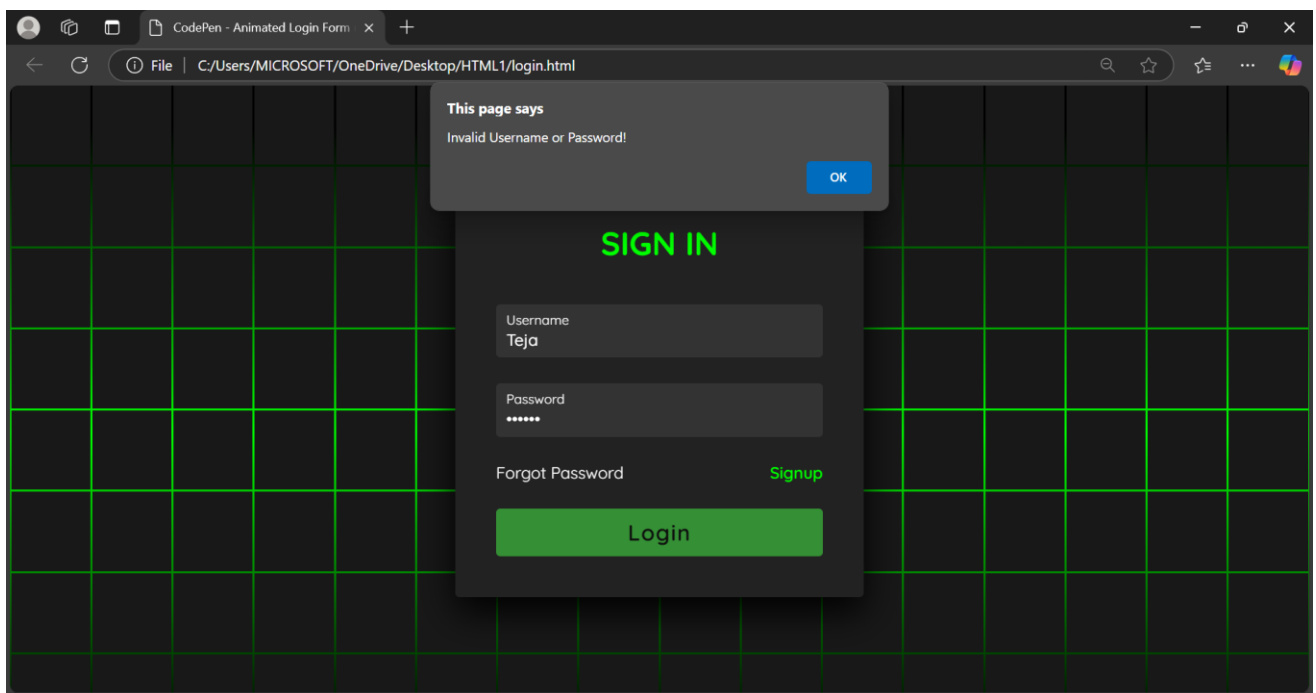 CodePen - Animated Login Form
File | C:/Users/MICROSOFT/OneDrive/Desktop/HTML1/login.html
This page says
Invalid Username or Password!
OK
SIGN IN
Username
Teja
Password
••••••
Forgot Password Signup
Login